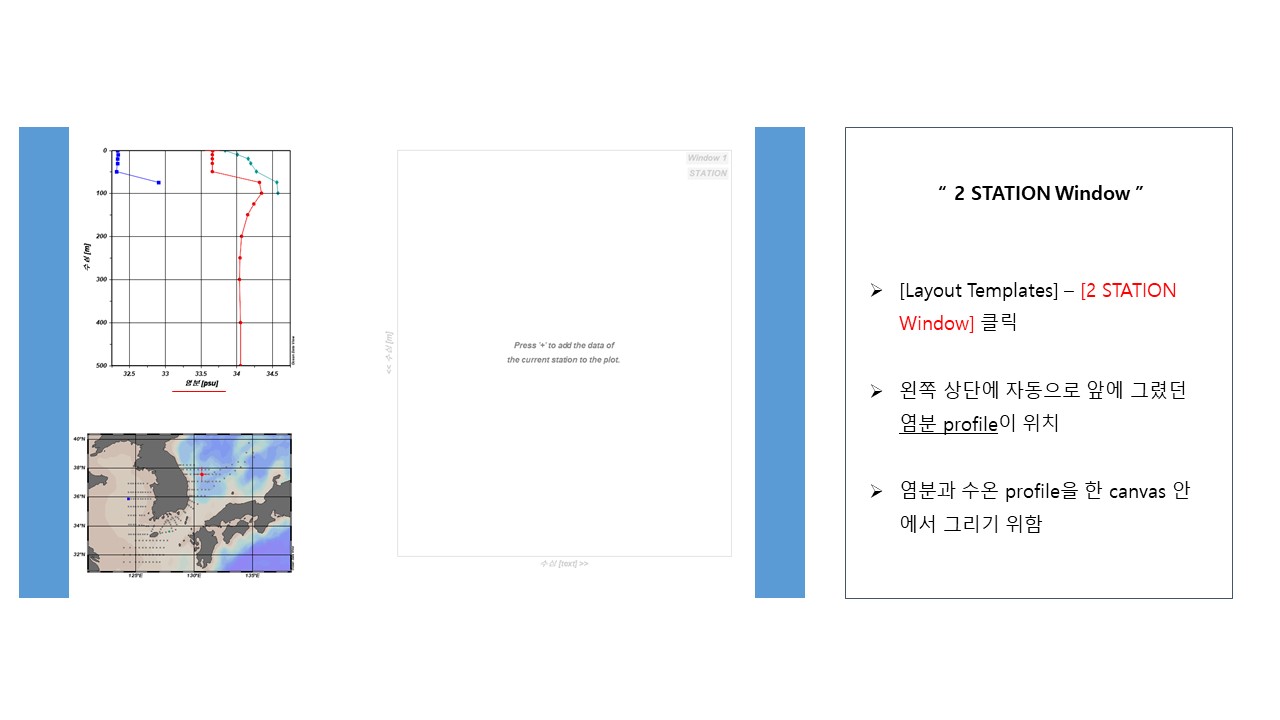 0
100
200
300
400
500
수심 [m]
32.5 33 33.5 34 34.5
염분 [psu]
40°N
38°N
36°N
34°N
32°N
125°E 130°E 135°E
Window 1
STATION
Press '+' to add the data of
the current station to the plot.
<< 수심 [m]
수심 [text] >>
“ 2 STATION Window ”
➢ [Layout Templates] – [2 STATION
Window] 클릭
➢ 왼쪽 상단에 자동으로 앞에 그렸던
염분 profile이 위치
➢ 염분과 수온 profile을 한 canvas 안
에서 그리기 위함